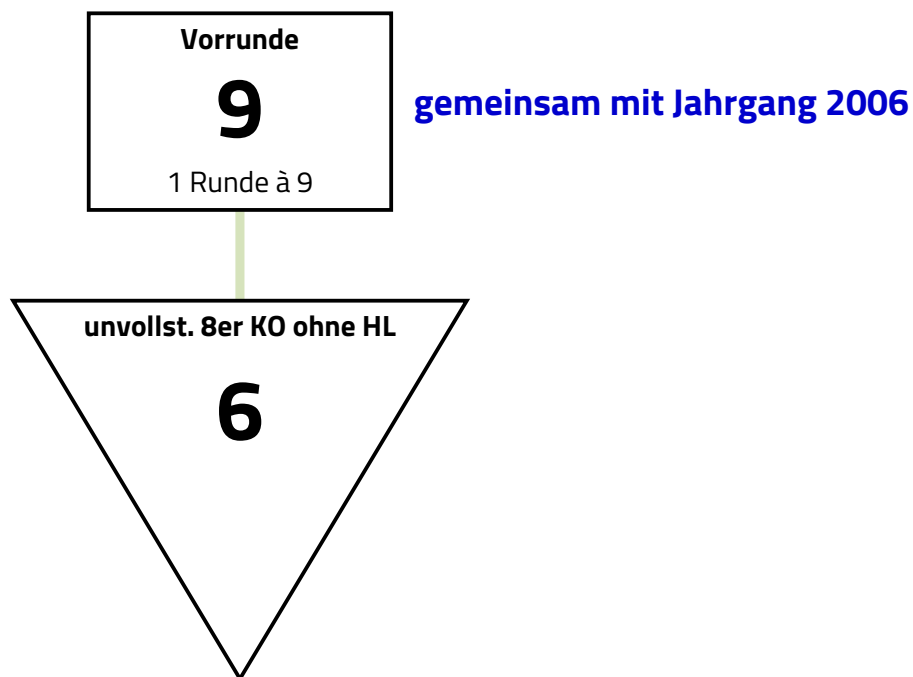 Vorrunde
9
gemeinsam mit Jahrgang 2006
1 Runde à 9
unvollst. 8er KO ohne HL
6